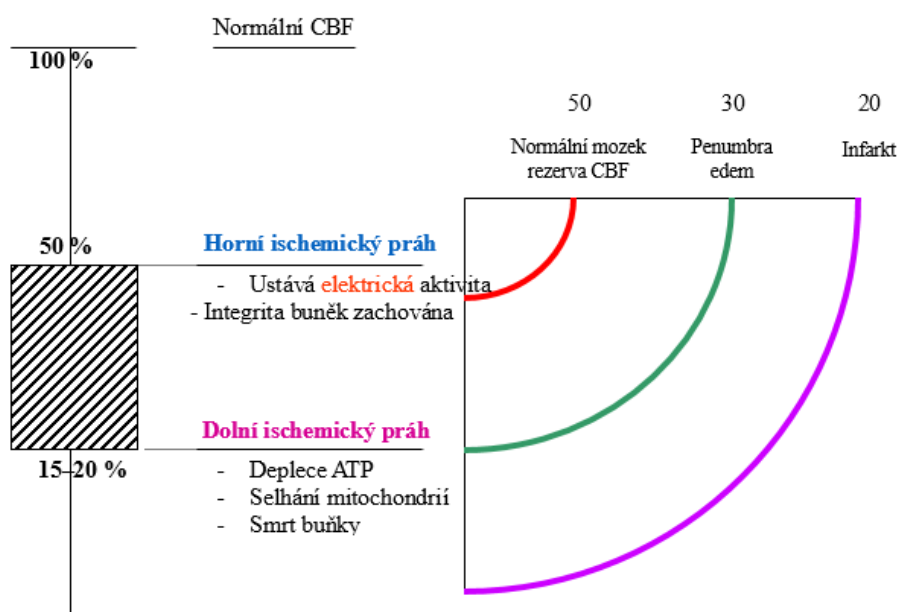 Normální CBF
100 %
50
30
20
Normální mozek
rezerva CBF
Penumbra
edem
Infarkt
50 %
Horní ischemický práh
- Ustává elektrická aktivita
- Integrita buněk zachována
Dolní ischemický práh
15–20 %
- Deplece ATP
- Selhání mitochondrií
- Smrt buňky